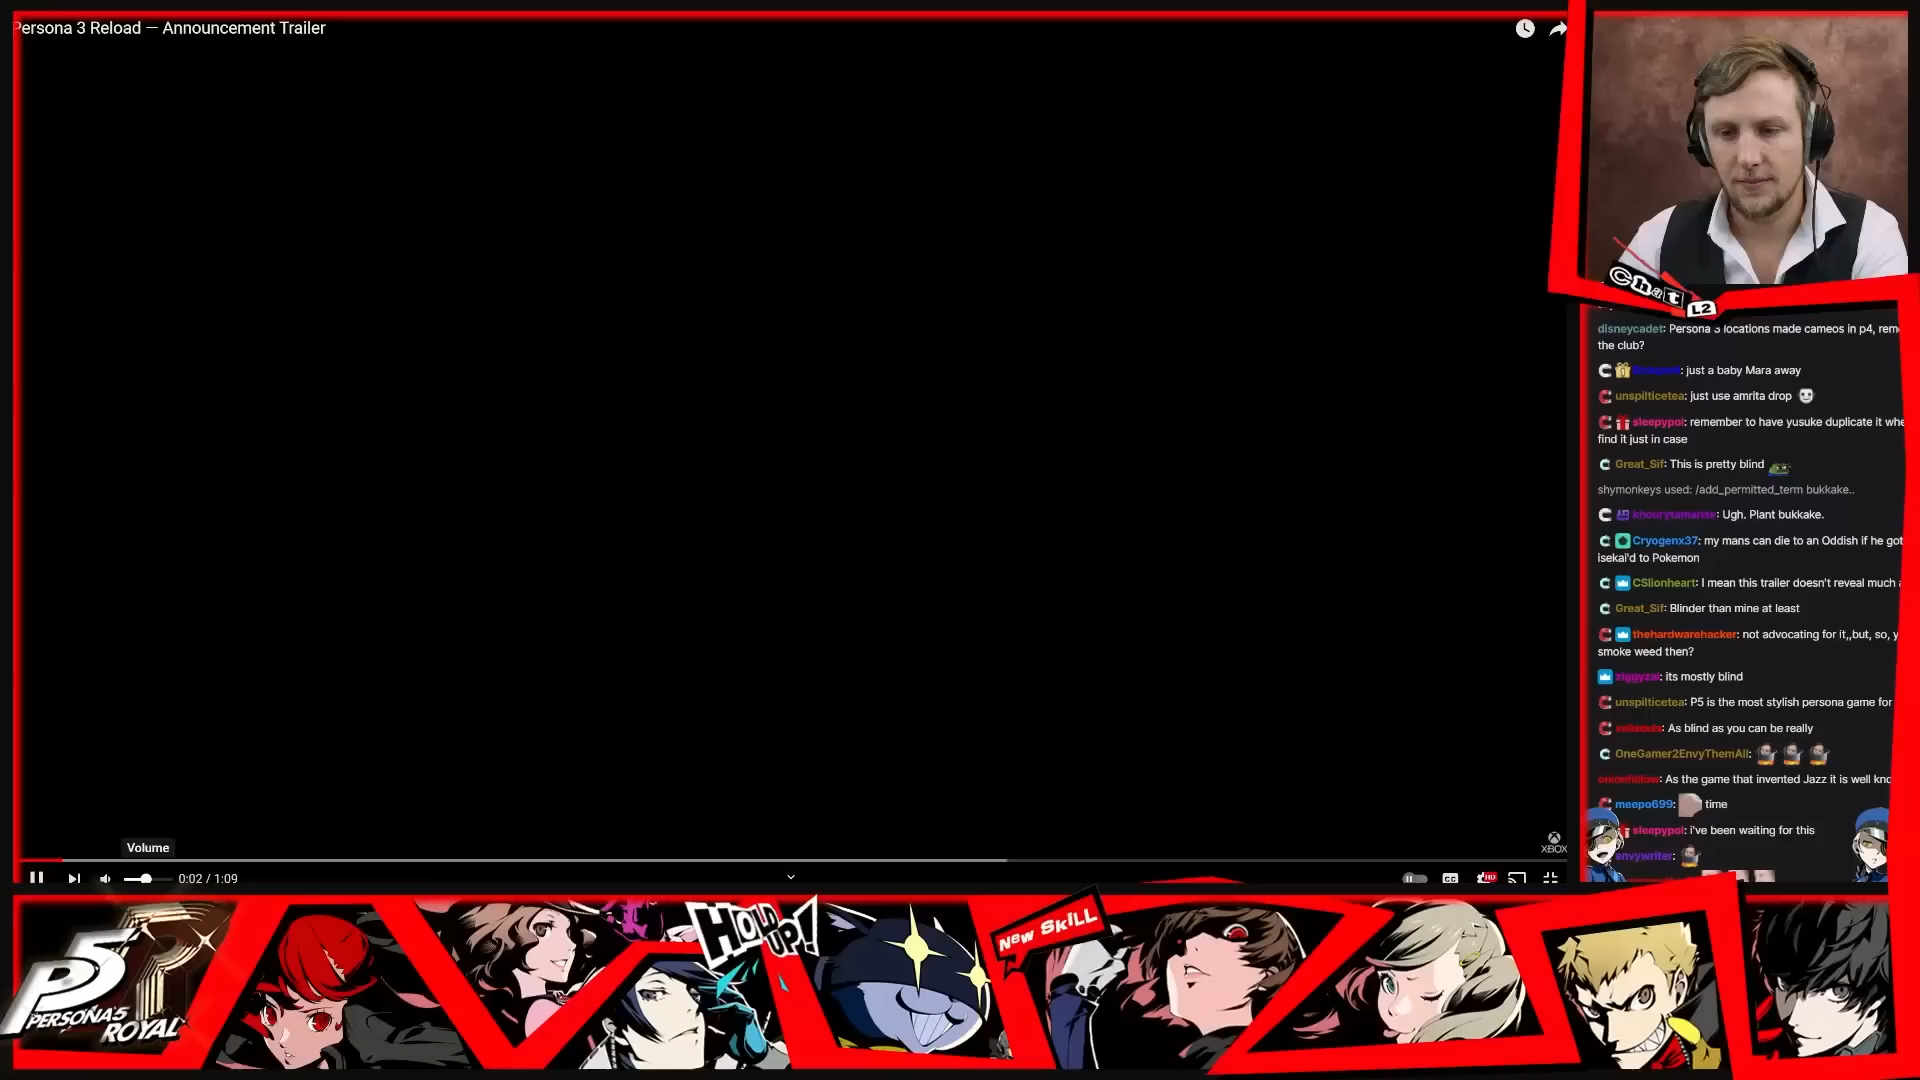 Persona 3 Reload — Announcement Trailer
Chat
L2
disneycadet: Persona 3 locations made cameos in p4, rem
the club?
: just a baby Mara away
unspilticetea: just use amrita drop
sleepypoi: remember to have yusuke duplicate it whe
find it just in case
Great_Sif: This is pretty blind
shymonkeys used: /add_permitted_term bukkake..
khourytamarisk: Ugh. Plant bukkake.
Cryogenx37: my mans can die to an Oddish if he got
isekai'd to Pokemon
CSlionheart: I mean this trailer doesn't reveal much
Great_Sif: Blinder than mine at least
thehardwarehacker: not advocating for it,,but, so, y
smoke weed then?
ziggyzai: its mostly blind
unspilticetea: P5 is the most stylish persona game for
: As blind as you can be really
OneGamer2EnvyThemAll:
onionfellow: As the game that invented Jazz it is well kn
meepo699: time
sleepypoi: i've been waiting for this
envywriter:
Volume
XBOX
0:02 / 1:09
CC
HD
P5R
PERSONA5
ROYAL
HOLD UP!
NEW SKILL